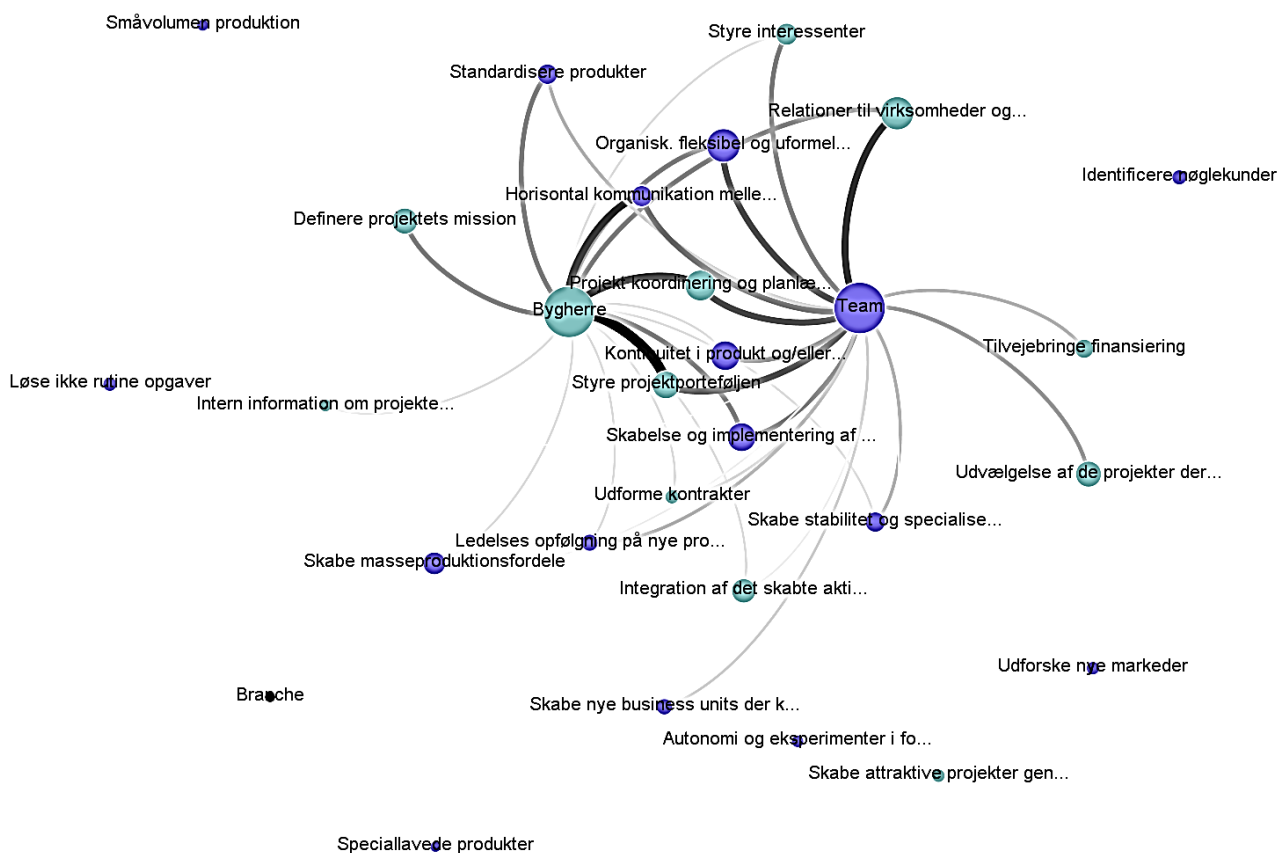 Småvolumen produktion
Styre interessenter
Standardisere produkter
Relationer til virksomheder og...
Organisk. fleksibel og uformel...
Identificere nøglekunder
Horisontal kommunikation melle...
Definere projektets mission
Projekt koordinering og planlæ...
Bygherre
Team
Tilvejebringe finansiering
Kontinuitet i produkt og/eller...
Løse ikke rutine opgaver
Styre projektporteføljen
Intern information om projekte...
Skabelse og implementering af ...
Udvælgelse af de projekter der...
Udforme kontrakter
Skabe stabilitet og specialise...
Ledelses opfølgning på nye pro...
Skabe masseproduktionsfordele
Integration af det skabte akti...
Udforske nye markeder
Branche
Skabe nye business units der k...
Autonomi og eksperimenter i fo...
Skabe attraktive projekter gen...
Speciallavede produkter